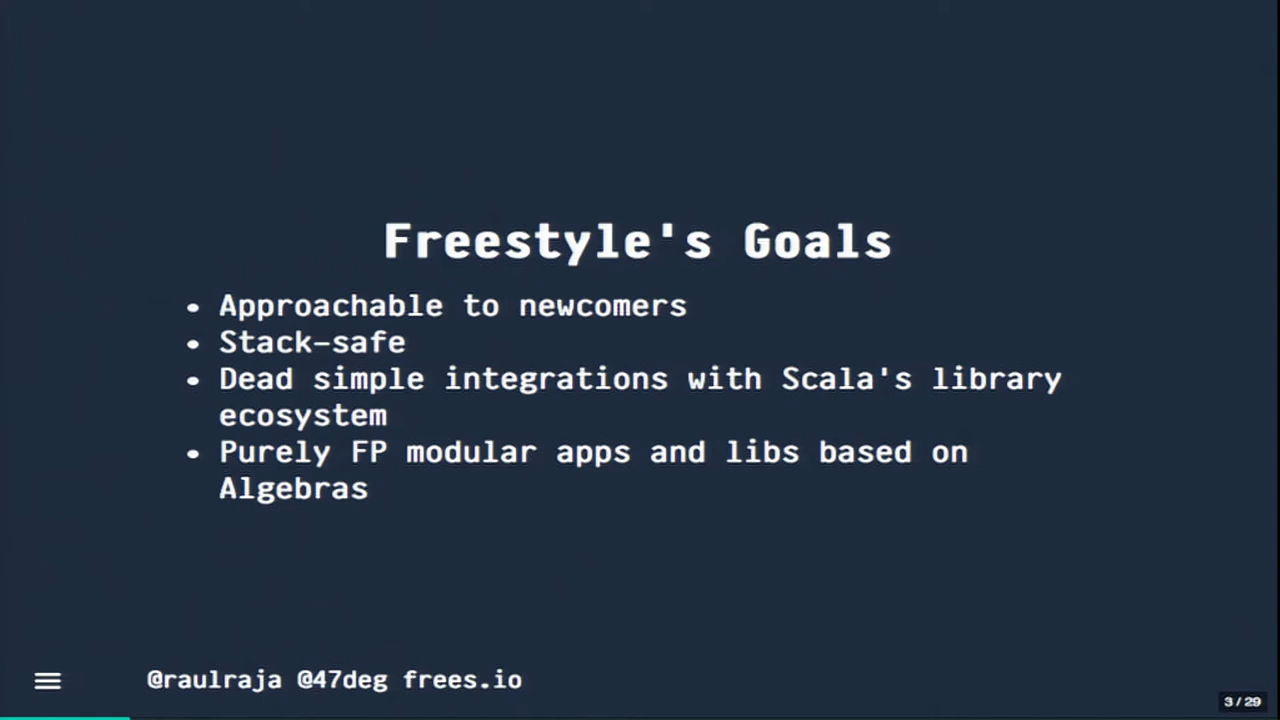 Freestyle's Goals
• Approachable to newcomers
• Stack-safe
• Dead simple integrations with Scala's library
ecosystem
• Purely FP modular apps and libs based on
Algebras
@raulraja @47deg frees.io
3 / 29